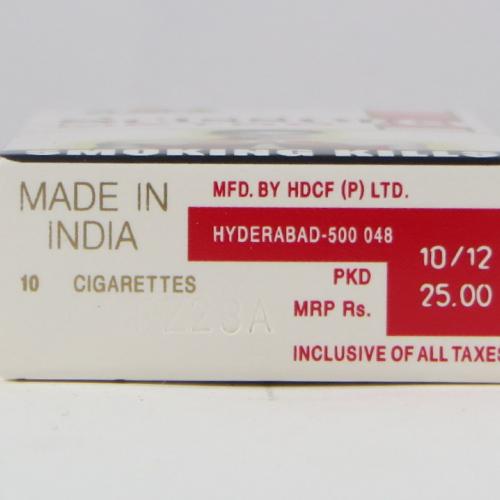 SMOKING KILLS
MADE IN
INDIA
10 CIGARETTES
MFD. BY HDCF (P) LTD.
HYDERABAD-500 048
PKD 10/12
MRP Rs. 25.00
INCLUSIVE OF ALL TAXES